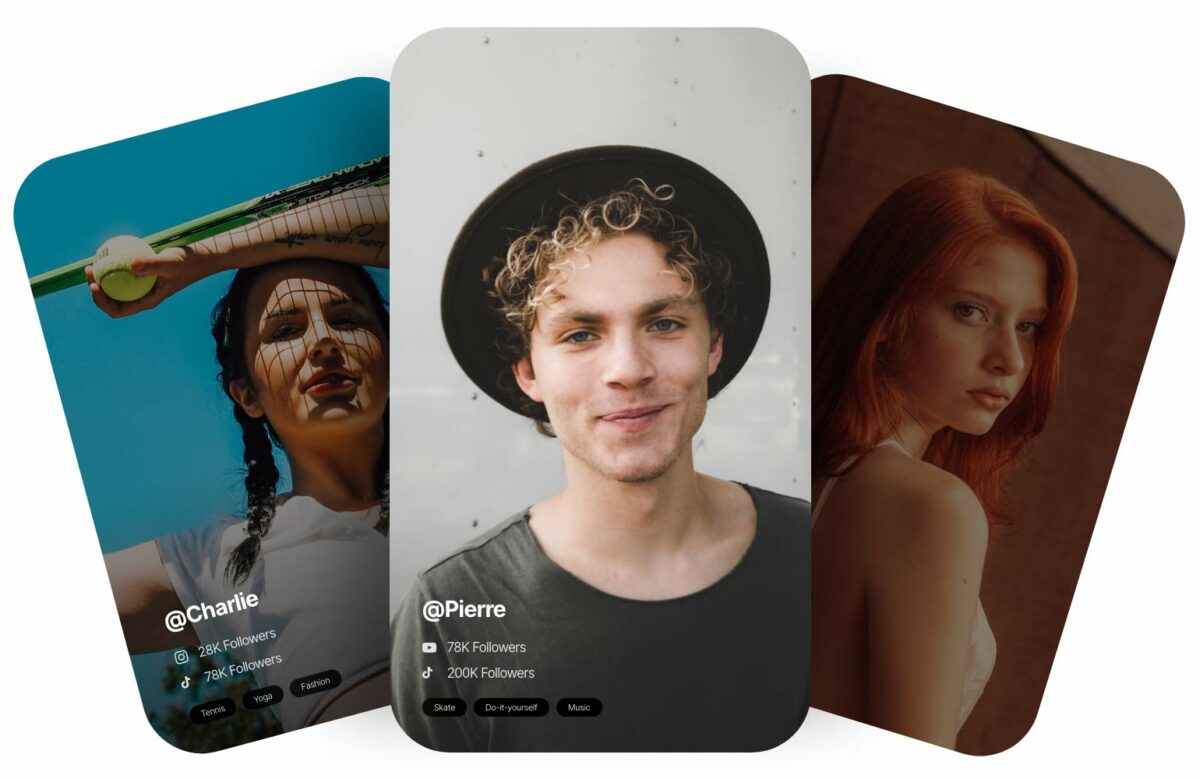 STOP SHOCK
@Charlie
28K Followers
78K Followers
Tennis
Yoga
Fashion
@Pierre
78K Followers
200K Followers
Skate
Do-it-yourself
Music